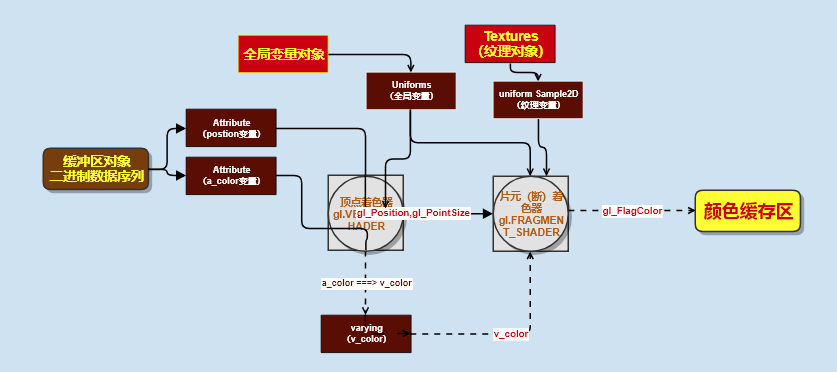 Textures
(纹理对象)
全局变量对象
Uniforms
(全局变量)
uniform Sample2D
(纹理变量)
Attribute
(postion变量)
缓冲区对象
二进制数据序列
Attribute
(a_color变量)
顶点着色器
gl.VE
HADER
gl_Position,gl_PointSize
片元（断）着
色器
gl.FRAGMEN
T_SHADER
gl_FlagColor
颜色缓存区
a_color ===> v_color
varying
(v_color)
v_color